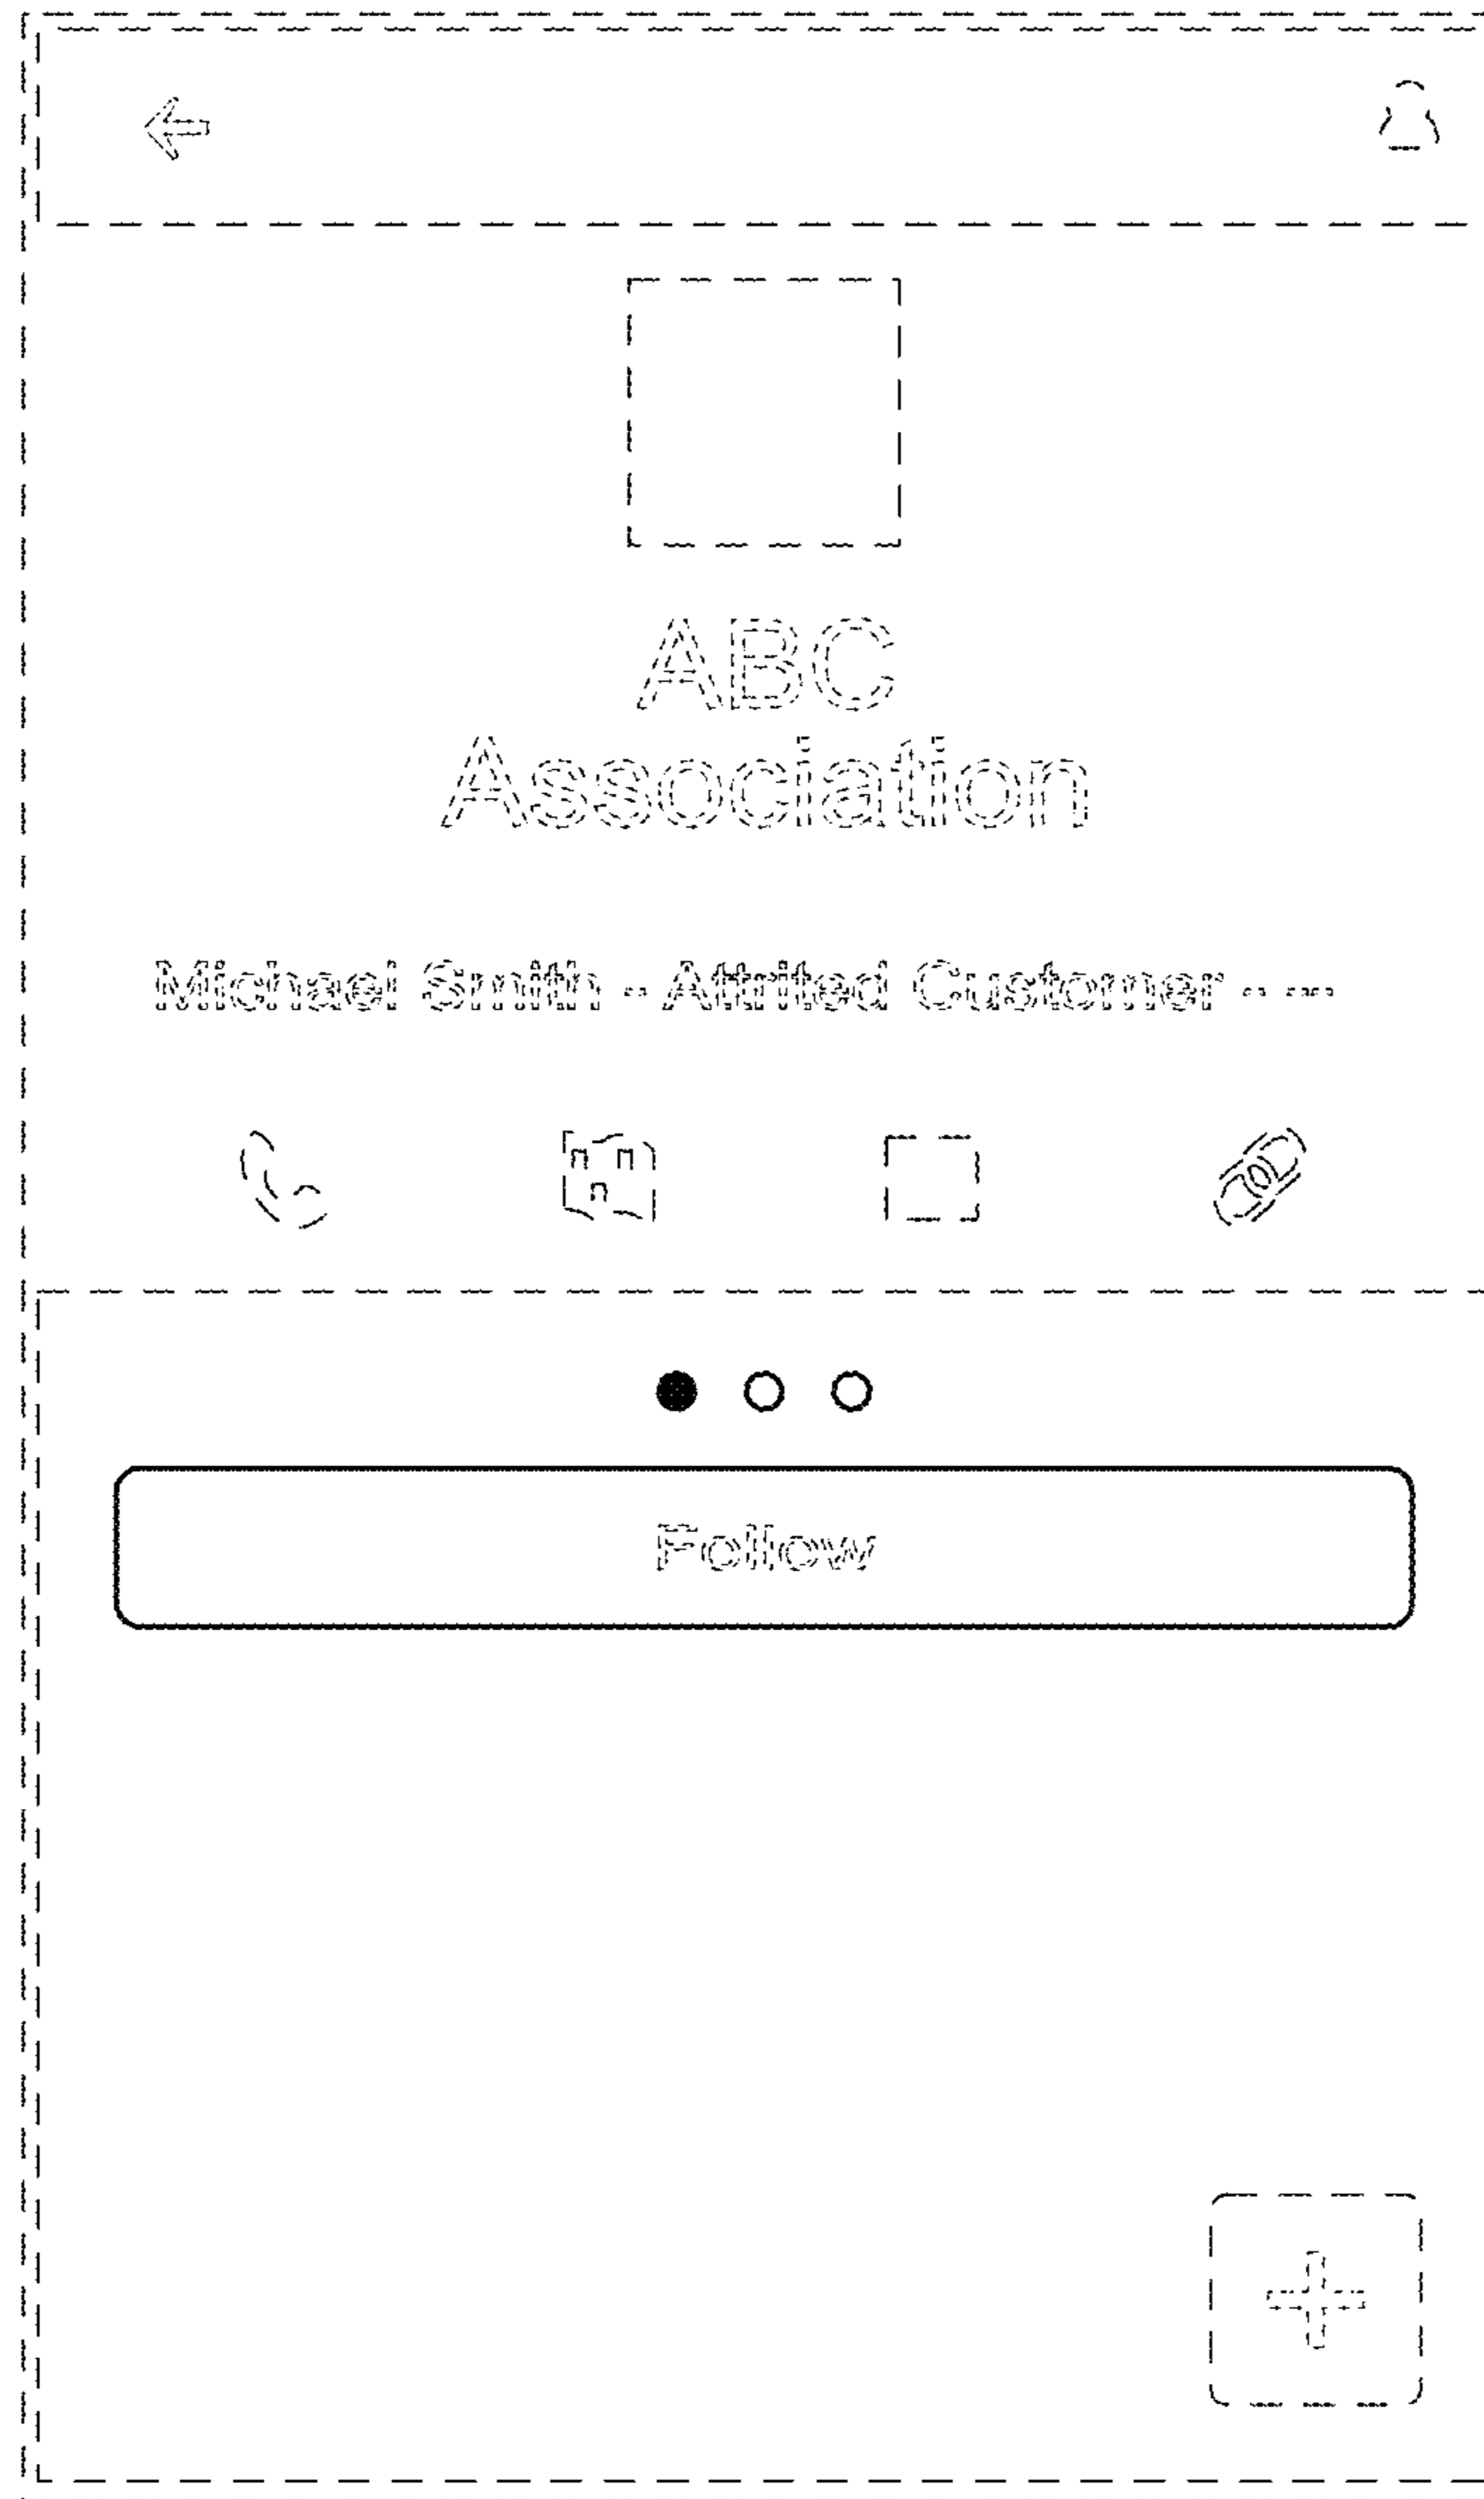 ABC
Association
Michael Smith - Attrited Customer - ---
Follow